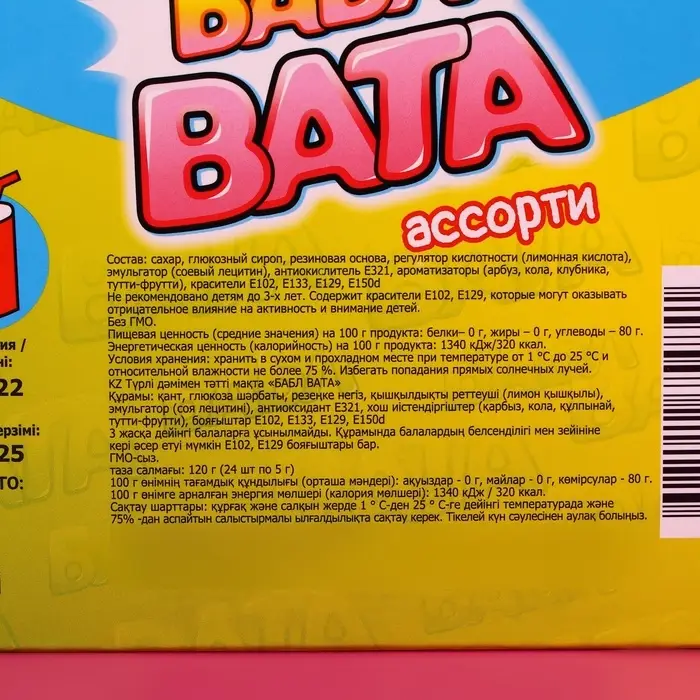 ВАТА
ассорти
Состав: сахар, глюкозный сироп, резиновая основа, регулятор кислотности (лимонная кислота),
эмульгатор (соевый лецитин), антиокислитель Е321, ароматизаторы (арбуз, кола, клубника,
тутти-фрутти), красители Е102, Е133, Е129, Е150d
Не рекомендовано детям до 3-х лет. Содержит красители Е102, Е129, которые могут оказывать
отрицательное влияние на активность и внимание детей.
Без ГМО.
Пищевая ценность (средние значения) на 100 г продукта: белки– 0 г, жиры – 0 г, углеводы – 80 г.
Энергетическая ценность (калорийность) на 100 г продукта: 1340 кДж/320 ккал.
Условия хранения: хранить в сухом и прохладном месте при температуре от 1 °С до 25 °С и
относительной влажности не более 75 %. Избегать попадания прямых солнечных лучей.
KZ Түрлі дәмімен тәтті мақта «БАБЛ ВАТА»
Құрамы: қант, глюкоза шәрбаты, резеңке негіз, қышқылдықты реттеуші (лимон қышқылы),
эмульгатор (соя лецитині), антиоксидант Е321, хош иістендіргіштер (қарбыз, кола, құлпынай,
тутти-фрутти), бояғыштар Е102, Е133, Е129, Е150d
3 жасқа дейінгі балаларға ұсынылмайды. Құрамында балалардың белсенділігі мен зейініне
кері әсер етуі мүмкін Е102, Е129 бояғыштары бар.
ГМО-сыз.
таза салмағы: 120 г (24 шт по 5 г)
100 г өнімнің тағамдық құндылығы (орташа мәндері): ақуыздар - 0 г, майлар - 0 г, көмірсулар - 80 г.
100 г өнімге арналған энергия мөлшері (калория мөлшері): 1340 кДж / 320 ккал.
Сақтау шарттары: құрғақ және салқын жерде 1 ° С-ден 25 ° С-ге дейінгі температурада және
75% -дан аспайтын салыстырмалы ылғалдылықта сақтау керек. Тікелей күн сәулесінен аулақ болыңыз.
22
25